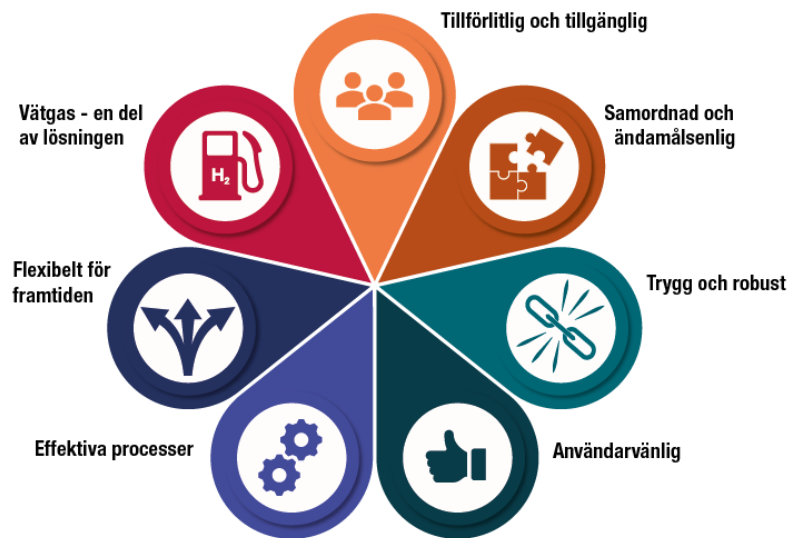 Tillförlitlig och tillgänglig
Samordnad och
ändamålsenlig
Trygg och robust
Användarvänlig
Effektiva processer
Flexibelt för
framtiden
Vätgas - en del
av lösningen
H₂